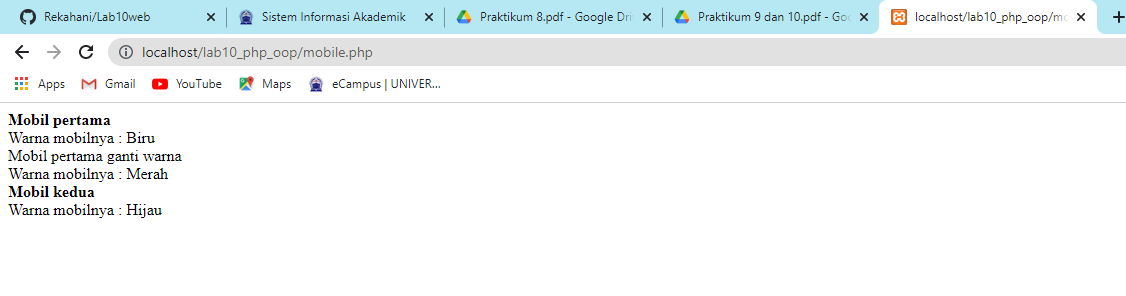 Rekahani/Lab10web
Sistem Informasi Akademik
Praktikum 8.pdf - Google Dri
Praktikum 9 dan 10.pdf - Goo
localhost/lab10_php_oop/mo
localhost/lab10_php_oop/mobile.php
Apps
Gmail
YouTube
Maps
eCampus | UNIVER...
Mobil pertama
Warna mobilnya : Biru
Mobil pertama ganti warna
Warna mobilnya : Merah
Mobil kedua
Warna mobilnya : Hijau